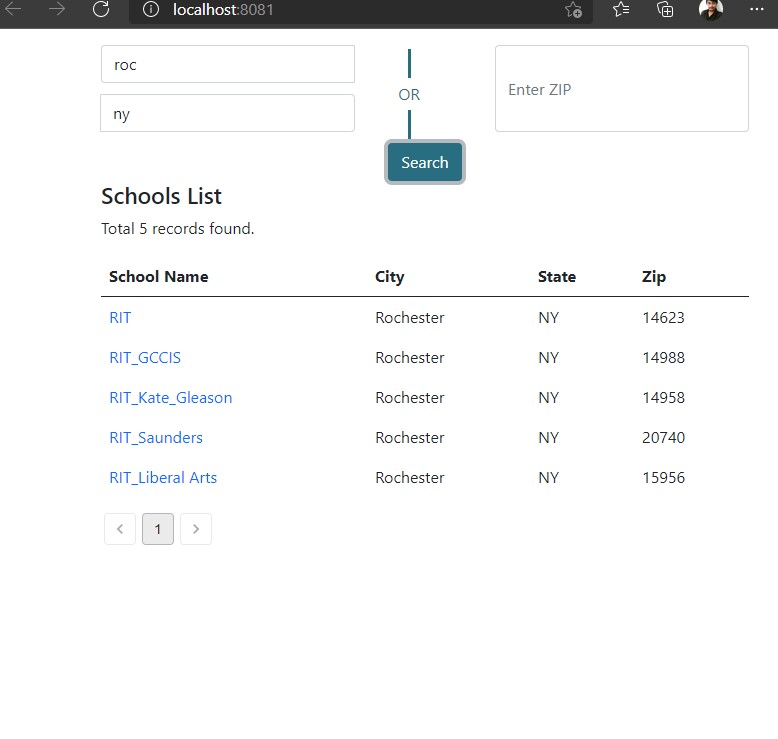 localhost:8081
roc
ny
OR
Enter ZIP
Search
Schools List
Total 5 records found.
School Name City State Zip
RIT Rochester NY 14623
RIT_GCCIS Rochester NY 14988
RIT_Kate_Gleason Rochester NY 14958
RIT_Saunders Rochester NY 20740
RIT_Liberal Arts Rochester NY 15956
1